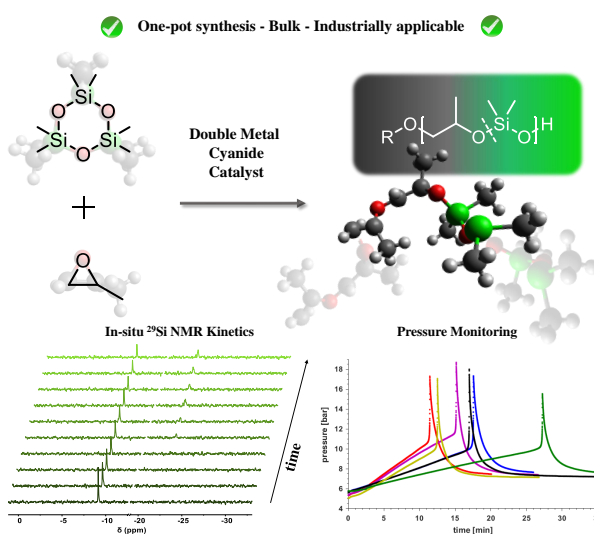 One-pot synthesis - Bulk - Industrially applicable
Si
O
O
Si
Si
O
Double Metal
Cyanide
Catalyst
R
O
O
Si
O
H
+
O
In-situ ²⁹Si NMR Kinetics
time
0
-5
-10
-20
-25
-30
δ (ppm)
Pressure Monitoring
pressure [bar]
18
16
14
12
10
8
6
4
0
5
10
15
20
25
30
35
time [min]